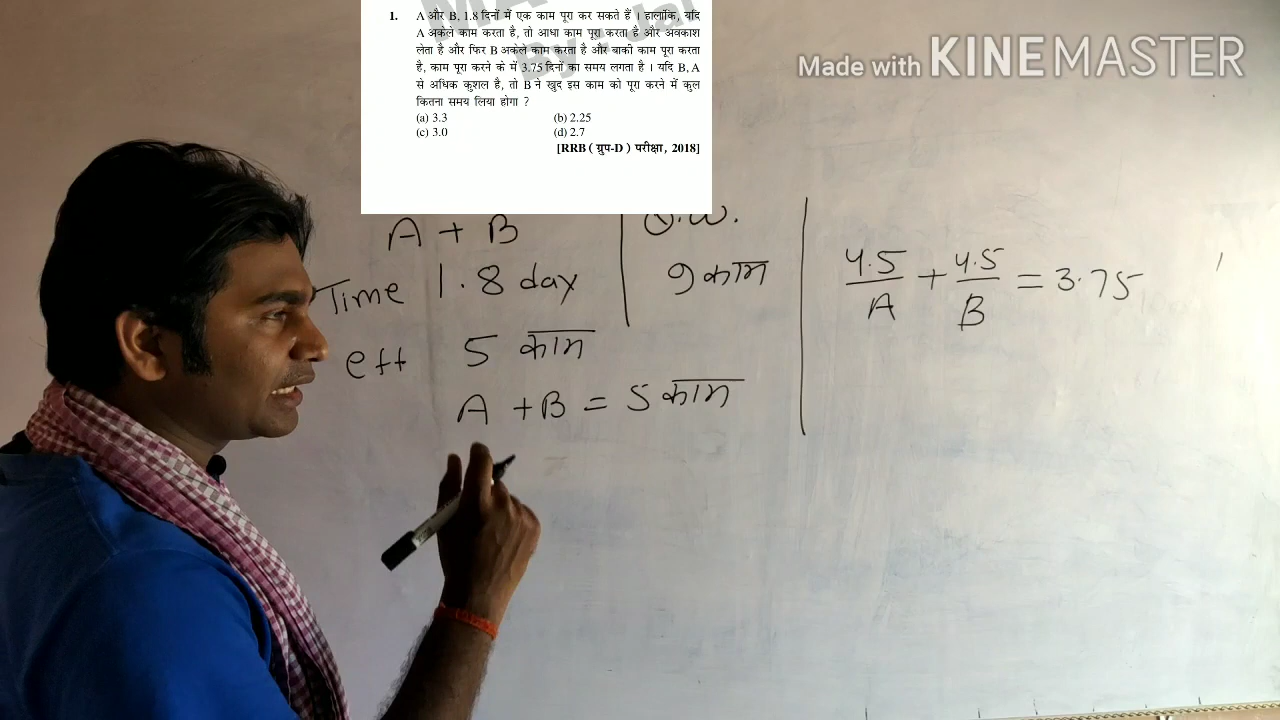 1. A और B, 1.8 दिनों में एक काम पूरा कर सकते हैं । हालाँकि, यदि
A अकेले काम करता है, तो आधा काम पूरा करता है और अवकाश
लेता है और फिर B अकेले काम करता है और बाकी काम पूरा करता
है, काम पूरा करने के में 3.75 दिनों का समय लगता है । यदि B, A
से अधिक कुशल है, तो B ने खुद इस काम को पूरा करने में कुल
कितना समय लिया होगा ?
(a) 3.3 (b) 2.25
(c) 3.0 (d) 2.7
[RRB ( ग्रुप-D ) परीक्षा, 2018]
Made with KINEMASTER
A + B
Time 1.8 day
eff 5 काम
A + B = 5 काम
T.W.
9 काम
4.5/A + 4.5/B = 3.75